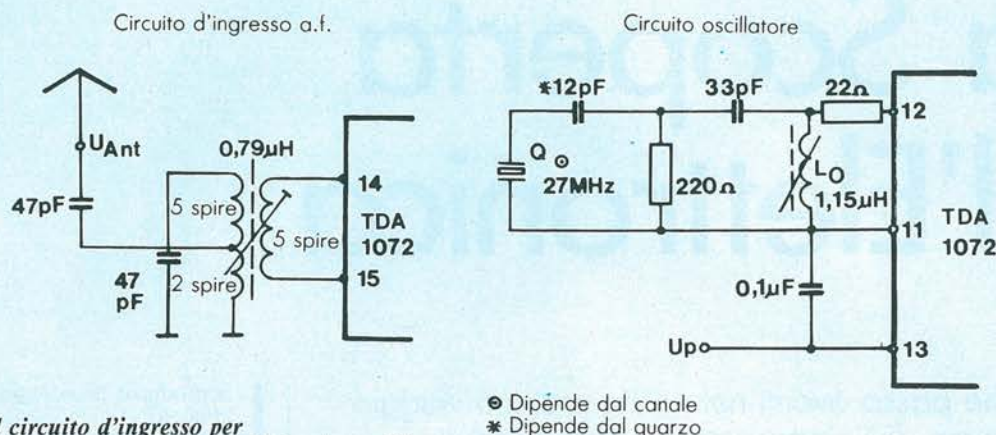 Circuito d'ingresso a.f.
Circuito oscillatore
UAnt
47pF
47
pF
0,79µH
5 spire
2 spire
5 spire
14
TDA
1072
15
*12pF
33pF
22Ω
12
Q ⊙
27MHz
220Ω
LO
1,15µH
11
TDA
1072
0,1µF
Up
13
⊙ Dipende dal canale
* Dipende dal quarzo
l circuito d'ingresso per